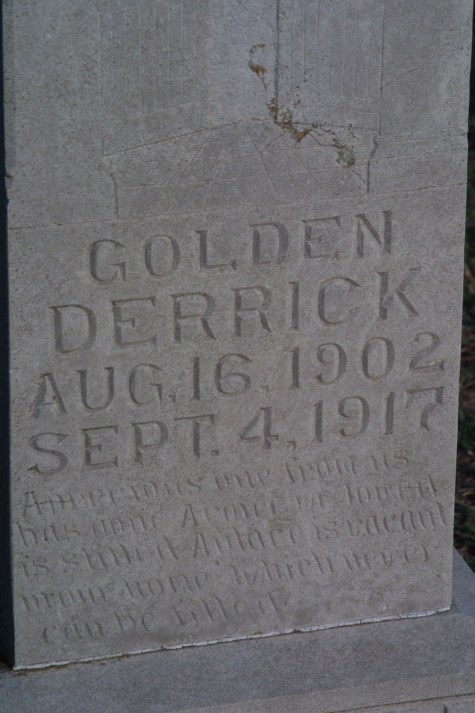 GOLDEN
DERRICK
AUG. 16, 1902
SEPT. 4, 1917
A precious one from us
has gone A voice we loved
is stilled A place is vacant
in our home which never
can be filled